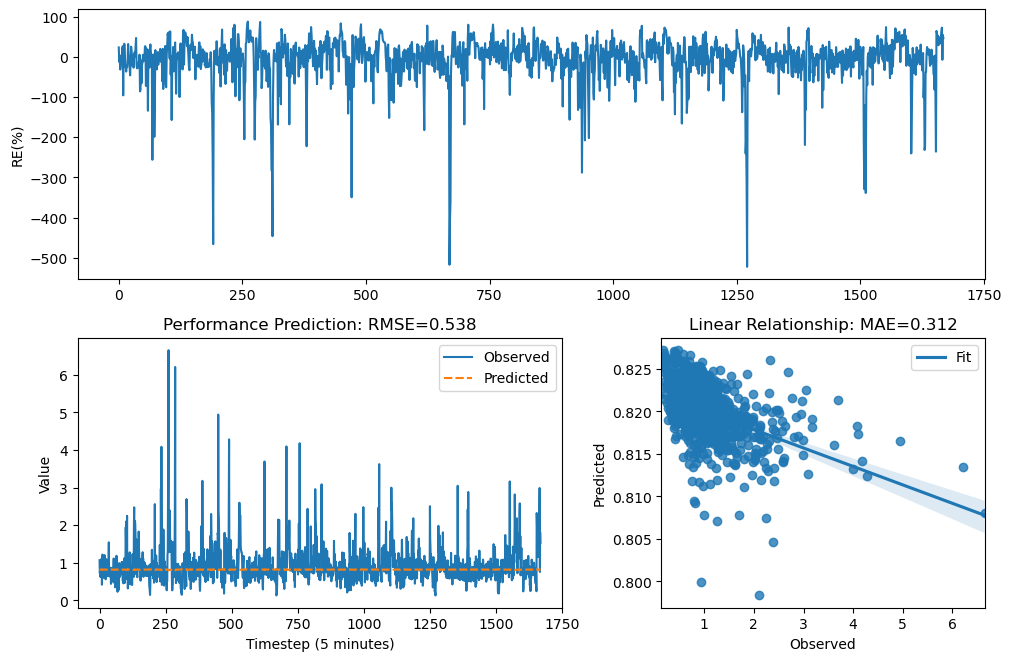 100
0
−100
−200
−300
−400
−500
RE(%)
0 250 500 750 1000 1250 1500 1750
Performance Prediction: RMSE=0.538
Observed
Predicted
6
5
4
3
2
1
0
Value
0 250 500 750 1000 1250 1500 1750
Timestep (5 minutes)
Linear Relationship: MAE=0.312
Fit
0.825
0.820
0.815
0.810
0.805
0.800
Predicted
1 2 3 4 5 6
Observed